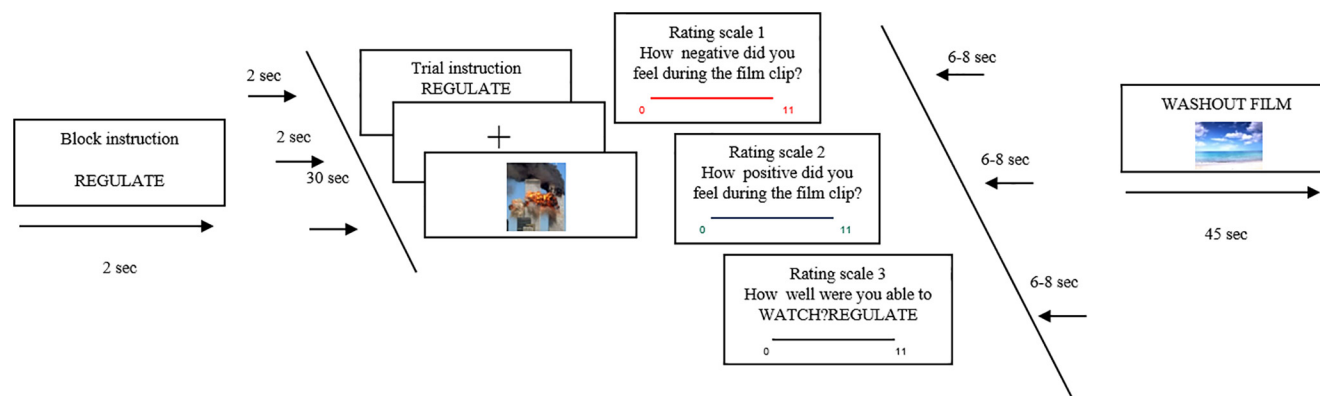 Block instruction
REGULATE
2 sec
2 sec
2 sec
30 sec
Trial instruction
REGULATE
Rating scale 1
How negative did you
feel during the film clip?
0 11
Rating scale 2
How positive did you
feel during the film clip?
0 11
Rating scale 3
How well were you able to
WATCH?REGULATE
0 11
6-8 sec
6-8 sec
6-8 sec
WASHOUT FILM
45 sec